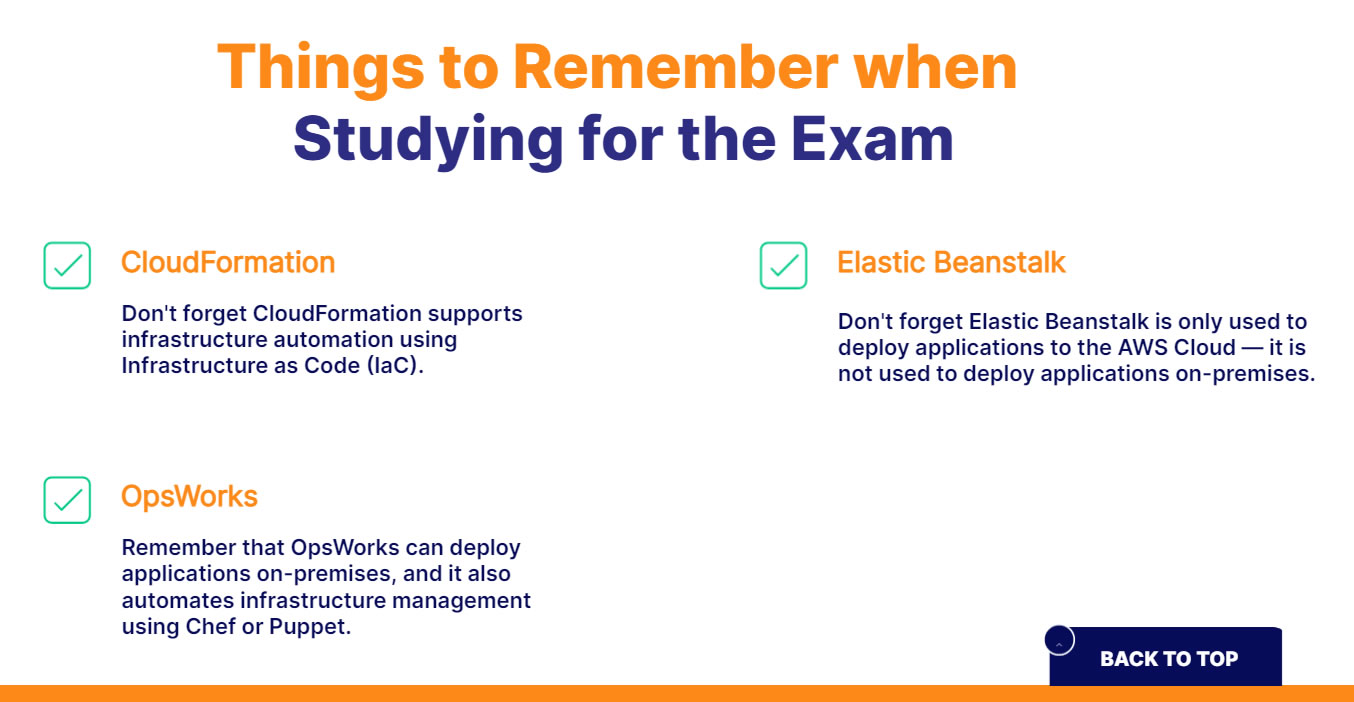 Things to Remember when
Studying for the Exam
CloudFormation
Don't forget CloudFormation supports
infrastructure automation using
Infrastructure as Code (IaC).
Elastic Beanstalk
Don't forget Elastic Beanstalk is only used to
deploy applications to the AWS Cloud — it is
not used to deploy applications on-premises.
OpsWorks
Remember that OpsWorks can deploy
applications on-premises, and it also
automates infrastructure management
using Chef or Puppet.
BACK TO TOP